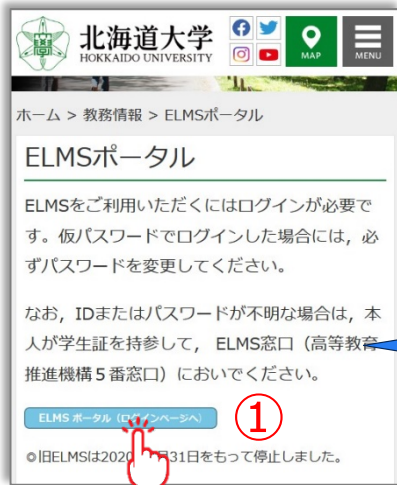 北海道大学
HOKKAIDO UNIVERSITY
MAP
MENU
ホーム > 教務情報 > ELMSポータル
ELMSポータル
ELMSをご利用いただくにはログインが必要で
す。仮パスワードでログインした場合には，必
ずパスワードを変更してください。
なお，IDまたはパスワードが不明な場合は，本
人が学生証を持参して， ELMS窓口（高等教育
推進機構５番窓口）においでください。
ELMS ポータル（ログインページへ）
①
◎旧ELMSは2020 月31日をもって停止しました。